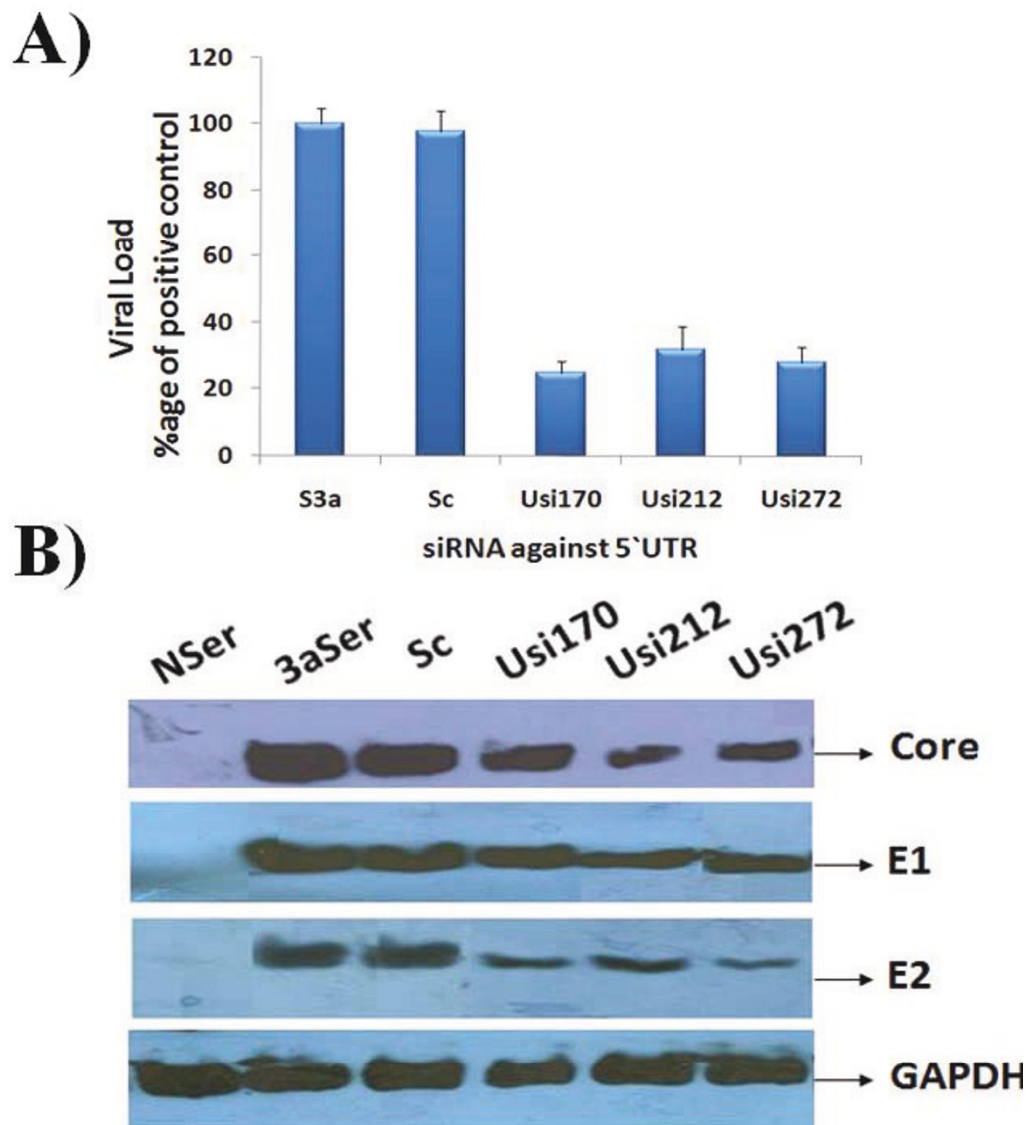 A)
120
100
80
60
40
20
0
Viral Load
%age of positive control
S3a Sc Usi170 Usi212 Usi272
siRNA against 5`UTR
B)
NSer 3aSer Sc Usi170 Usi212 Usi272
Core
E1
E2
GAPDH